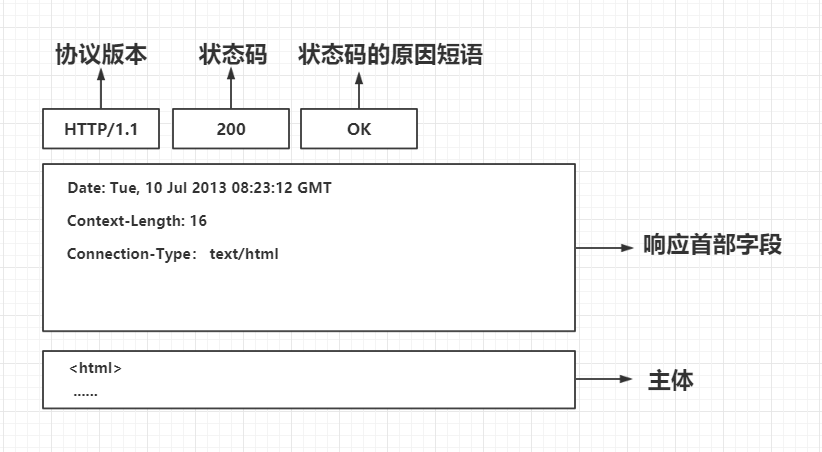 协议版本 状态码 状态码的原因短语
HTTP/1.1 200 OK
Date: Tue, 10 Jul 2013 08:23:12 GMT
Context-Length: 16
Connection-Type： text/html
响应首部字段
<html>
......
主体